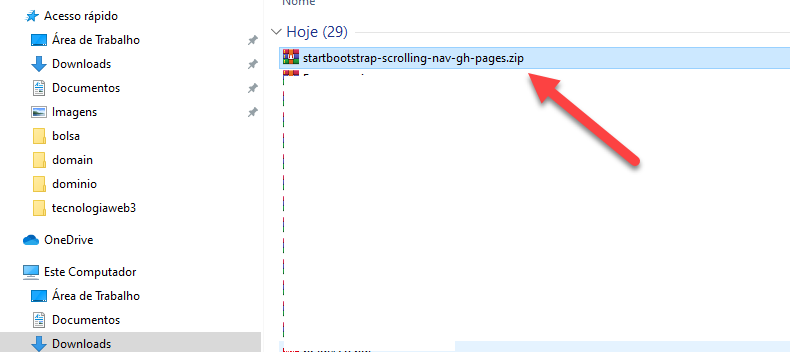 Nome
Acesso rápido
Área de Trabalho
Downloads
Documentos
Imagens
bolsa
domain
dominio
tecnologiaweb3
OneDrive
Este Computador
Área de Trabalho
Documentos
Downloads
Hoje (29)
startbootstrap-scrolling-nav-gh-pages.zip